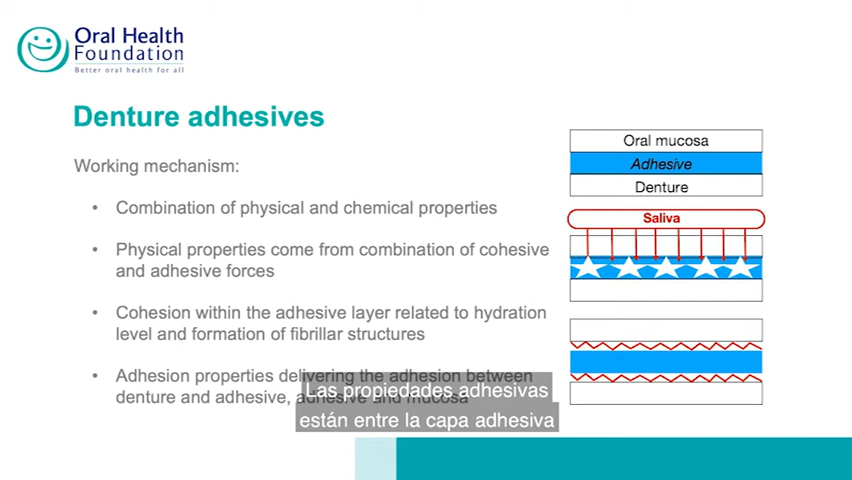 Oral Health
Foundation
Better oral health for all
Denture adhesives
Working mechanism:
• Combination of physical and chemical properties
• Physical properties come from combination of cohesive
and adhesive forces
• Cohesion within the adhesive layer related to hydration
level and formation of fibrillar structures
• Adhesion properties delivering the adhesion between
denture and adhesive, adhesive and mucosa
Oral mucosa
Adhesive
Denture
Saliva
Las propiedades adhesivas
están entre la capa adhesiva